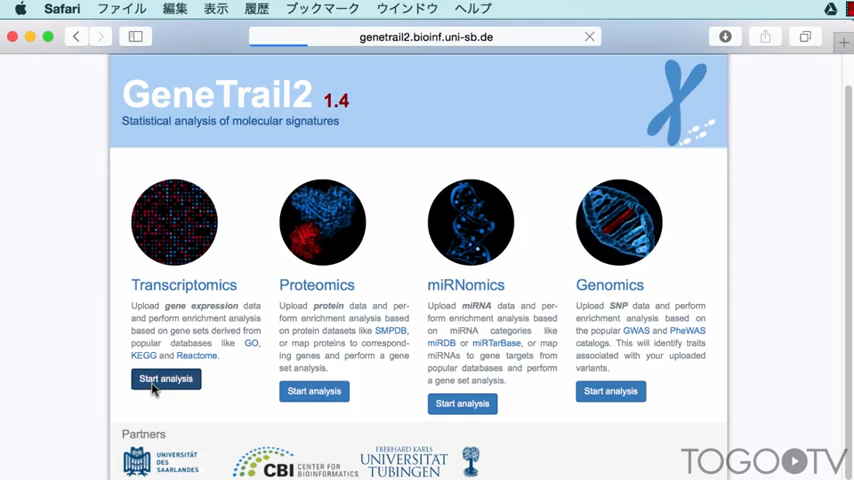 Safari ファイル 編集 表示 履歴 ブックマーク ウインドウ ヘルプ
genetrail2.bioinf.uni-sb.de
GeneTrail2 1.4
Statistical analysis of molecular signatures
Transcriptomics
Upload gene expression data
and perform enrichment analysis
based on gene sets derived from
popular databases like GO,
KEGG and Reactome.
Start analysis
Proteomics
Upload protein data and per-
form enrichment analysis based
on protein datasets like SMPDB,
or map proteins to correspond-
ing genes and perform a gene
set analysis.
Start analysis
miRNomics
Upload miRNA data and per-
form enrichment analysis based
on miRNA categories like
miRDB or miRTarBase, or map
miRNAs to gene targets from
popular databases and perform
a gene set analysis.
Start analysis
Genomics
Upload SNP data and perform
enrichment analysis based on
the popular GWAS and PheWAS
catalogs. This will identify traits
associated with your uploaded
variants.
Start analysis
Partners
UNIVERSITÄT
DES
SAARLANDES
CBI CENTER FOR
BIOINFORMATICS
EBERHARD KARLS
UNIVERSITÄT
TÜBINGEN
TOGOTV